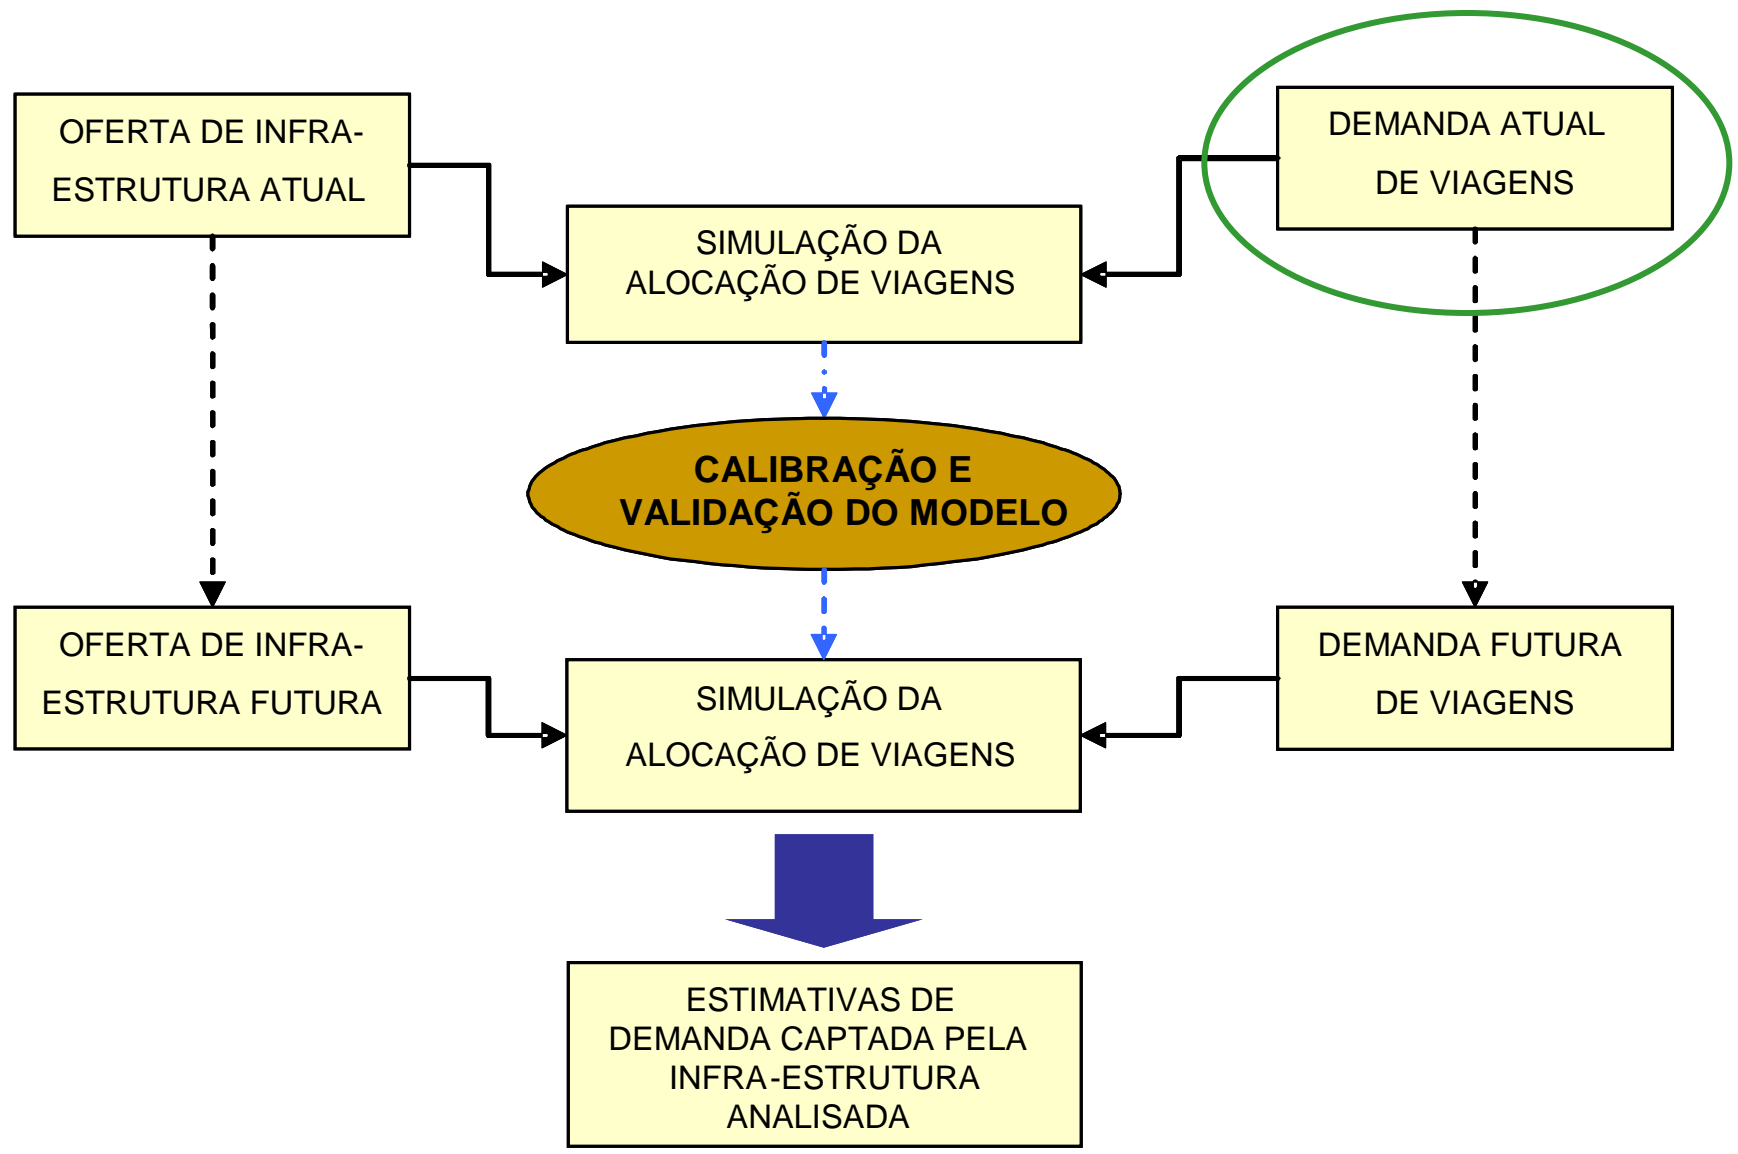 OFERTA DE INFRA-
ESTRUTURA ATUAL
DEMANDA ATUAL
DE VIAGENS
SIMULAÇÃO DA
ALOCAÇÃO DE VIAGENS
CALIBRAÇÃO E
VALIDAÇÃO DO MODELO
OFERTA DE INFRA-
ESTRUTURA FUTURA
DEMANDA FUTURA
DE VIAGENS
SIMULAÇÃO DA
ALOCAÇÃO DE VIAGENS
ESTIMATIVAS DE
DEMANDA CAPTADA PELA
INFRA-ESTRUTURA
ANALISADA